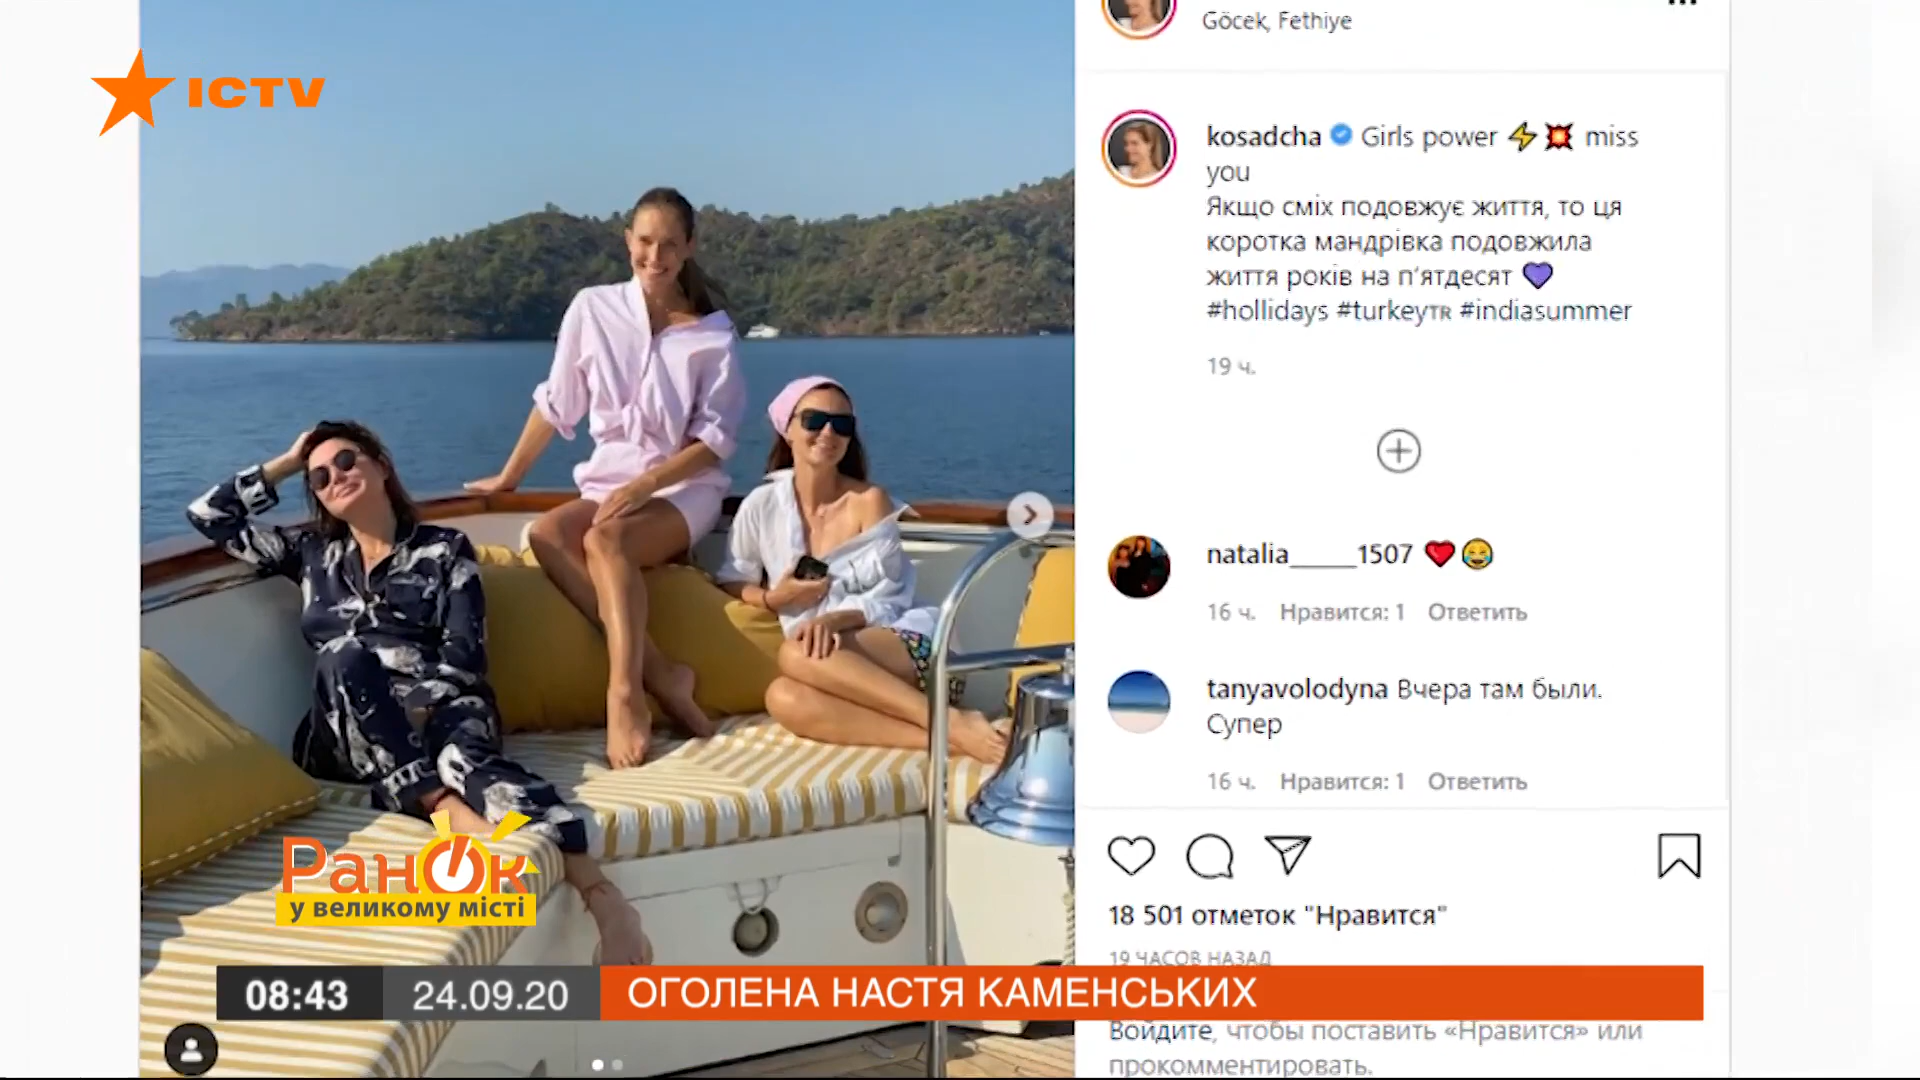 ICTV
Göcek, Fethiye
kosadcha Girls power ⚡💥 miss
you
Якщо сміх подовжує життя, то ця
коротка мандрівка подовжила
життя років на п'ятдесят 💜
#hollidays #turkeyTR #indiasummer
19 ч.
natalia_____1507 ❤️😂
16 ч. Нравится: 1 Ответить
tanyavolodyna Вчера там были.
Супер
16 ч. Нравится: 1 Ответить
18 501 отметок "Нравится"
19 ЧАСОВ НАЗАД
Ранок
у великому місті
08:43 24.09.20 ОГОЛЕНА НАСТЯ КАМЕНСЬКИХ
Войдите, чтобы поставить «Нравится» или
прокомментировать.